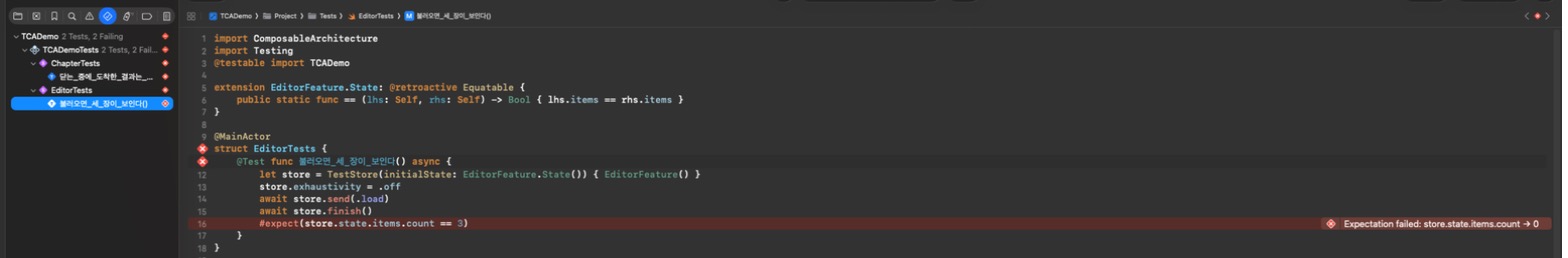 TCADemo 2 Tests, 2 Failing
TCADemoTests 2 Tests, 2 Fail...
ChapterTests
닫는_중에_도착한_결과는_...
EditorTests
불러오면_세_장이_보인다()
TCADemo › Project › Tests › EditorTests › M 불러오면_세_장이_보인다()
1 import ComposableArchitecture
2 import Testing
3 @testable import TCADemo
4
5 extension EditorFeature.State: @retroactive Equatable {
6 public static func == (lhs: Self, rhs: Self) -> Bool { lhs.items == rhs.items }
7 }
8
9 @MainActor
struct EditorTests {
@Test func 불러오면_세_장이_보인다() async {
12 let store = TestStore(initialState: EditorFeature.State()) { EditorFeature() }
13 store.exhaustivity = .off
14 await store.send(.load)
15 await store.finish()
16 #expect(store.state.items.count == 3) Expectation failed: store.state.items.count → 0
17 }
18 }